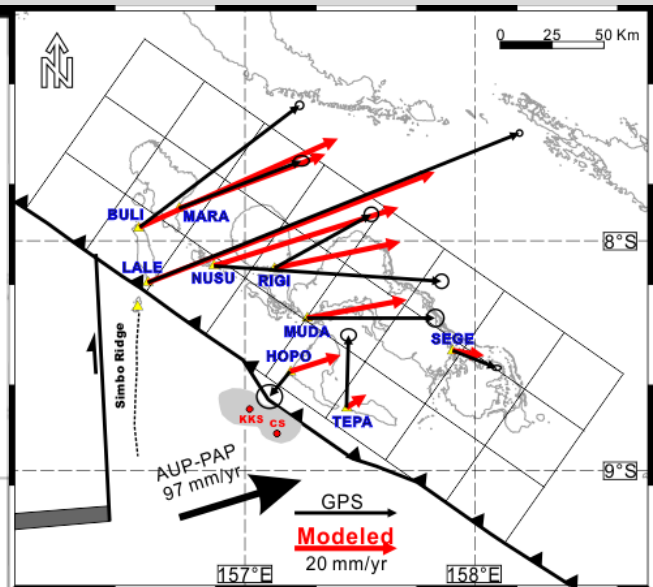 N
0 25 50 Km
BULI
MARA
8°S
LALE
NUSU
RIGI
Simbo Ridge
MUDA
SEGE
HOPO
KKS
CS
TEPA
AUP-PAP
97 mm/yr
9°S
GPS
Modeled
20 mm/yr
157°E
158°E